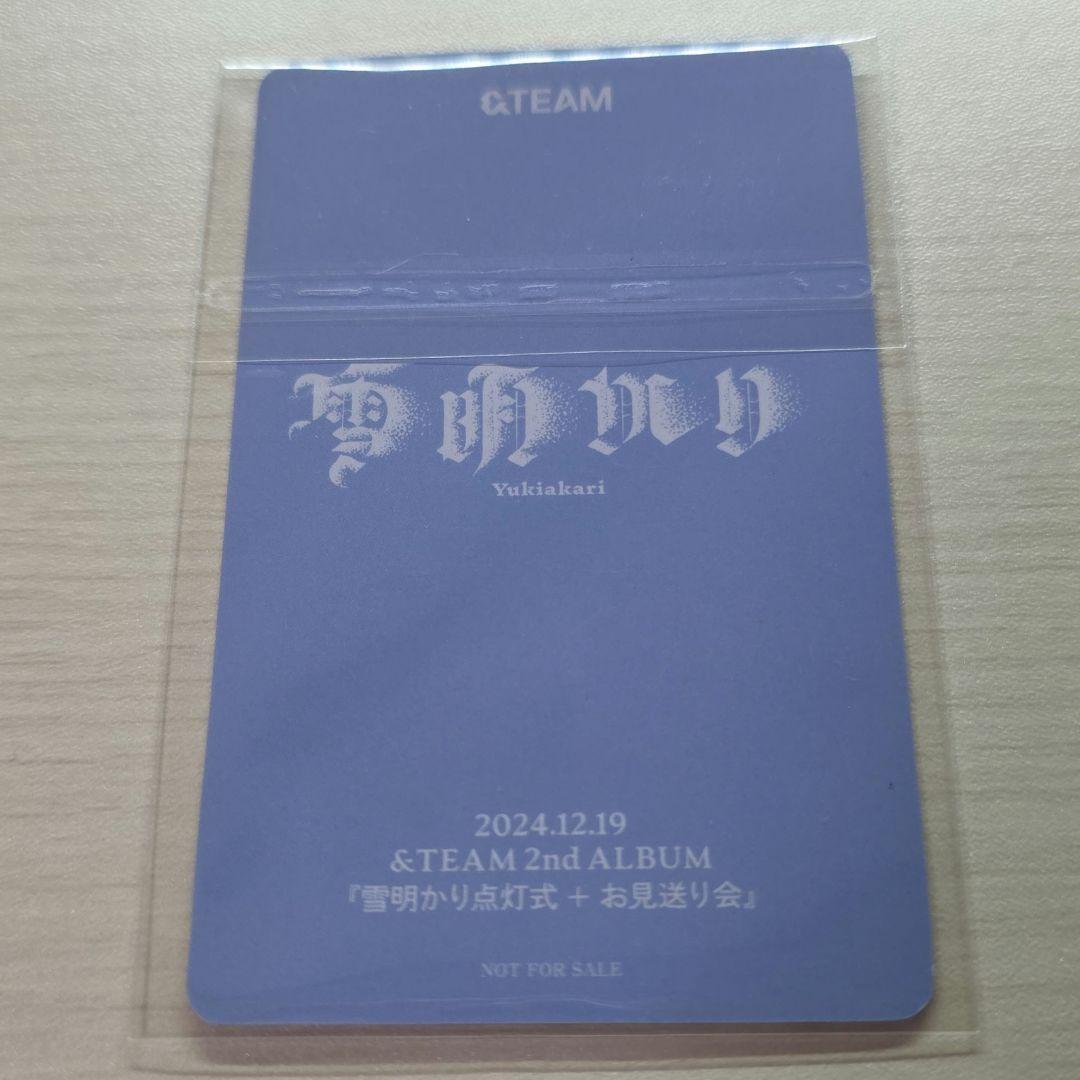 &TEAM
雪明かり
Yukiakari
2024.12.19
&TEAM 2nd ALBUM
『雪明かり点灯式 + お見送り会』
NOT FOR SALE